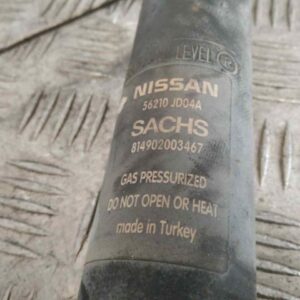 LEVEL
NISSAN
56210 JD04A
SACHS
814902003467
GAS PRESSURIZED
DO NOT OPEN OR HEAT
made in Turkey